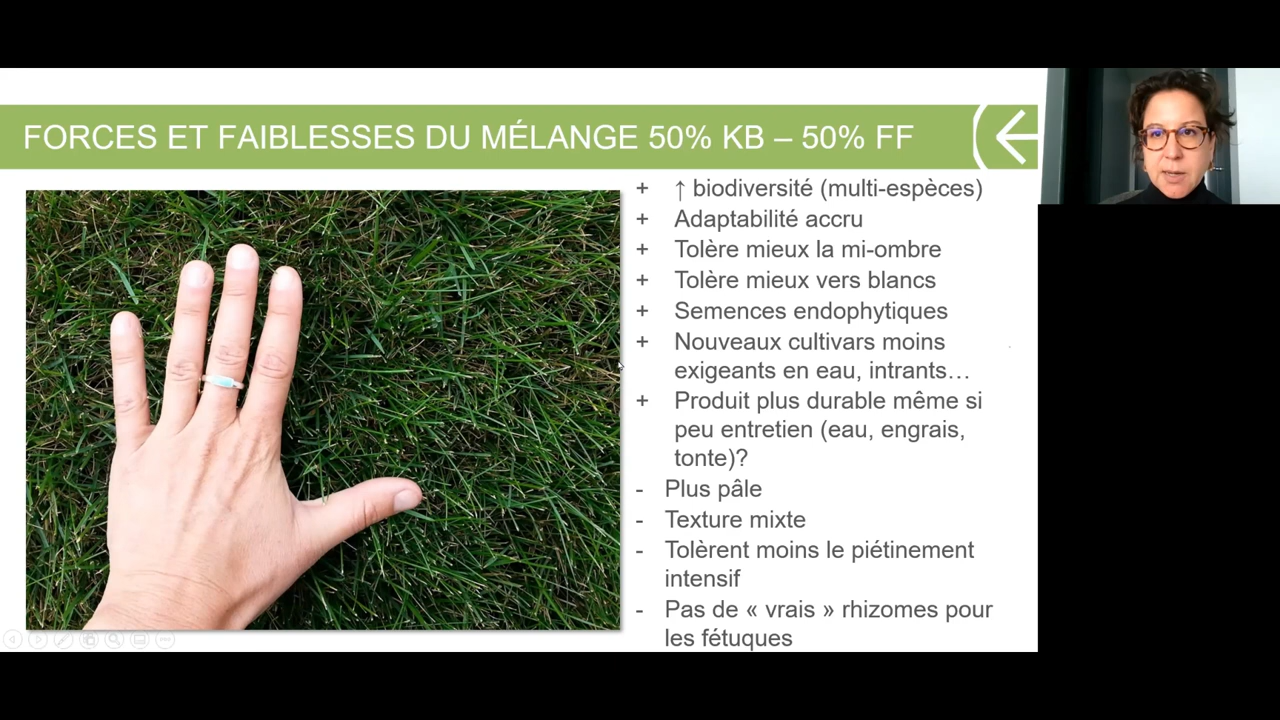 FORCES ET FAIBLESSES DU MÉLANGE 50% KB – 50% FF
+ ↑ biodiversité (multi-espèces)
+ Adaptabilité accru
+ Tolère mieux la mi-ombre
+ Tolère mieux vers blancs
+ Semences endophytiques
+ Nouveaux cultivars moins
exigeants en eau, intrants…
+ Produit plus durable même si
peu entretien (eau, engrais,
tonte)?
- Plus pâle
- Texture mixte
- Tolèrent moins le piétinement
intensif
- Pas de « vrais » rhizomes pour
les fétuques